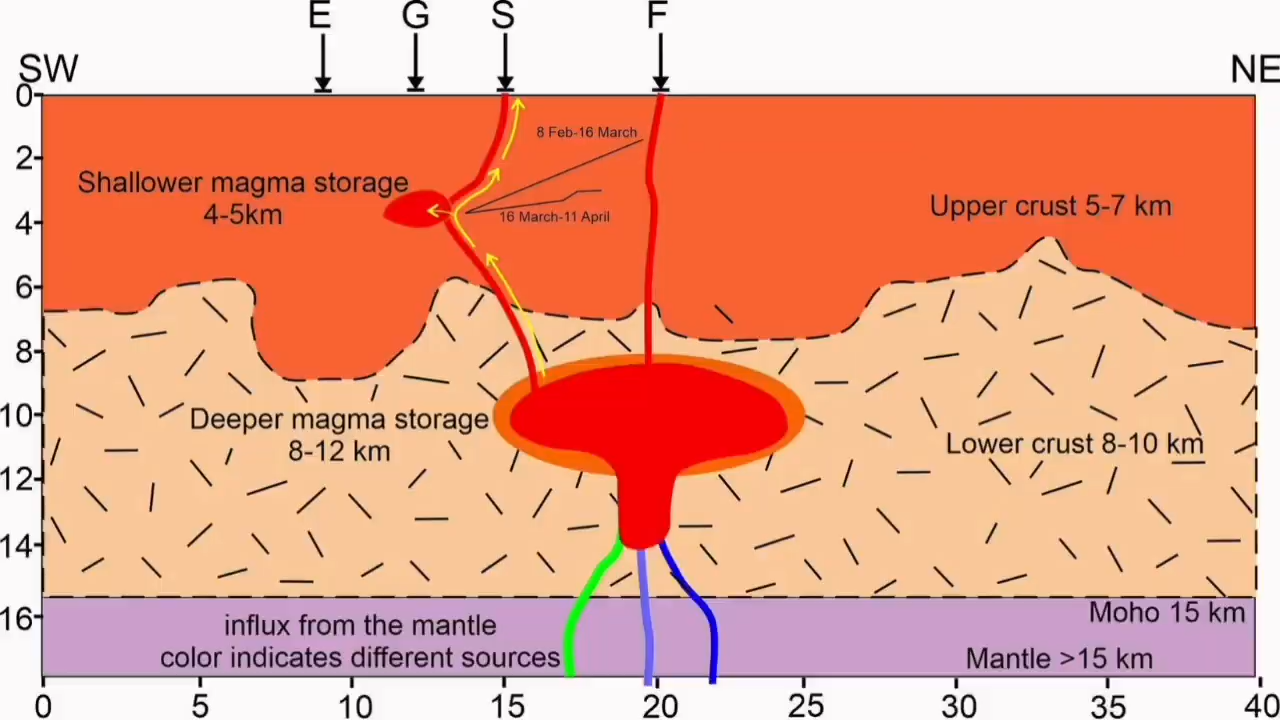 E G S F
SW NE
0
8 Feb-16 March
2
Shallower magma storage
4-5km
Upper crust 5-7 km
16 March-11 April
4
6
8
10
Deeper magma storage
8-12 km
Lower crust 8-10 km
12
14
Moho 15 km
16
influx from the mantle
color indicates different sources
Mantle >15 km
0 5 10 15 20 25 30 35 40